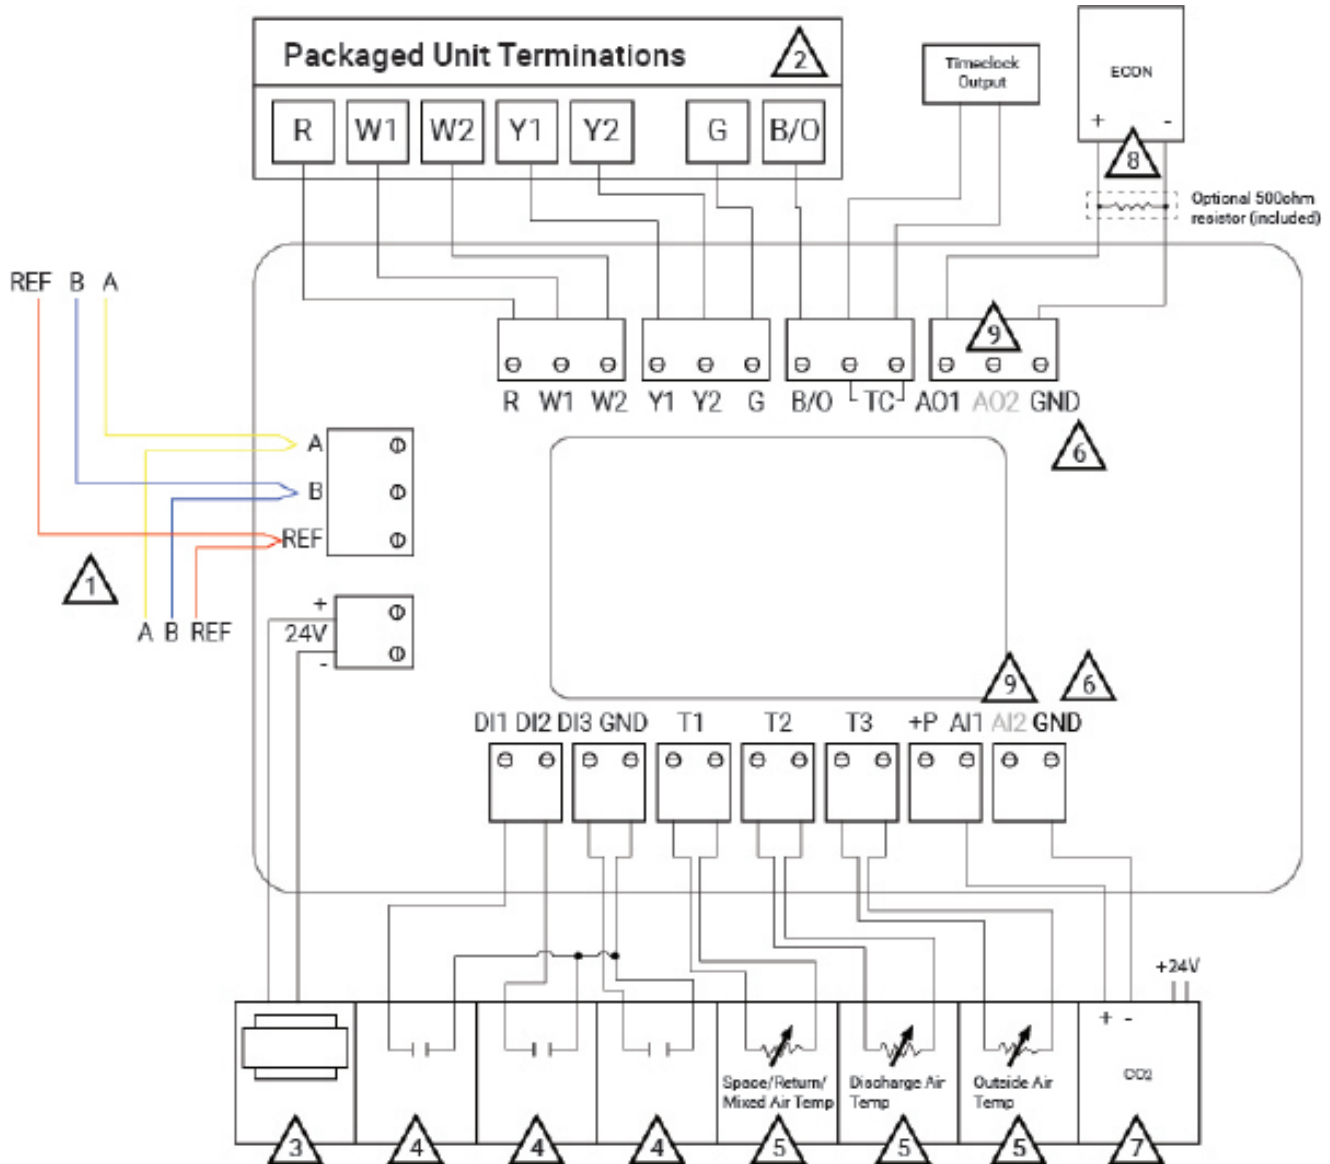 Packaged Unit Terminations
2
R W1 W2 Y1 Y2 G B/O
Timeclock
Output
ECON
+ -
8
Optional 500ohm
resistor (included)
REF B A
9
R W1 W2 Y1 Y2 G B/O TC AO1 AO2 GND
6
A
B
REF
1
A B REF
+
24V
-
9
6
DI1 DI2 DI3 GND T1 T2 T3 +P AI1 AI2 GND
+24V
+ -
CO2
Space/Return/
Mixed Air Temp
Discharge Air
Temp
Outside Air
Temp
3 4 4 4 5 5 5 7